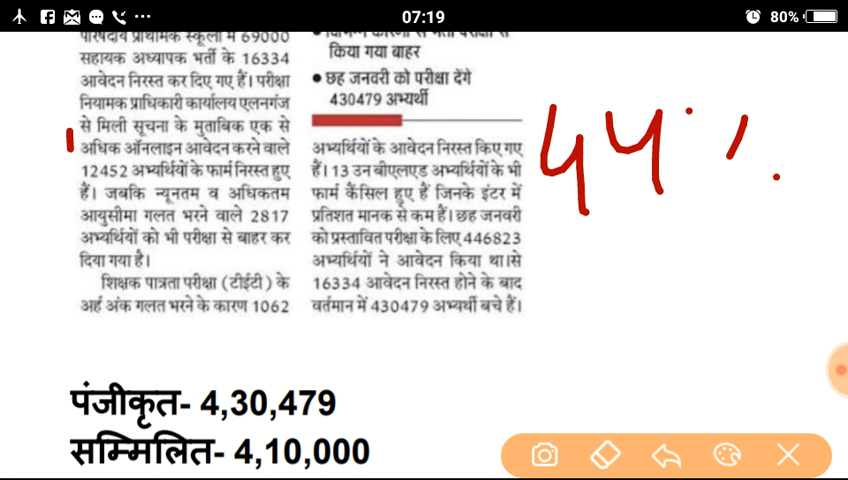 07:19
80%
परिषदीय प्राथमिक स्कूलों में 69000
सहायक अध्यापक भर्ती के 16334
आवेदन निरस्त कर दिए गए हैं। परीक्षा
नियामक प्राधिकारी कार्यालय एलनगंज
से मिली सूचना के मुताबिक एक से
अधिक ऑनलाइन आवेदन करने वाले
12452 अभ्यर्थियों के फार्म निरस्त हुए
हैं। जबकि न्यूनतम व अधिकतम
आयुसीमा गलत भरने वाले 2817
अभ्यर्थियों को भी परीक्षा से बाहर कर
दिया गया है।
शिक्षक पात्रता परीक्षा (टीईटी) के
अर्ह अंक गलत भरने के कारण 1062
किया गया बाहर
• छह जनवरी को परीक्षा देंगे
430479 अभ्यर्थी
अभ्यर्थियों के आवेदन निरस्त किए गए
हैं। 13 उन बीएलएड अभ्यर्थियों के भी
फार्म कैंसिल हुए हैं जिनके इंटर में
प्रतिशत मानक से कम हैं। छह जनवरी
को प्रस्तावित परीक्षा के लिए 446823
अभ्यर्थियों ने आवेदन किया था।से
16334 आवेदन निरस्त होने के बाद
वर्तमान में 430479 अभ्यर्थी बचे हैं।
पंजीकृत- 4,30,479
सम्मिलित- 4,10,000